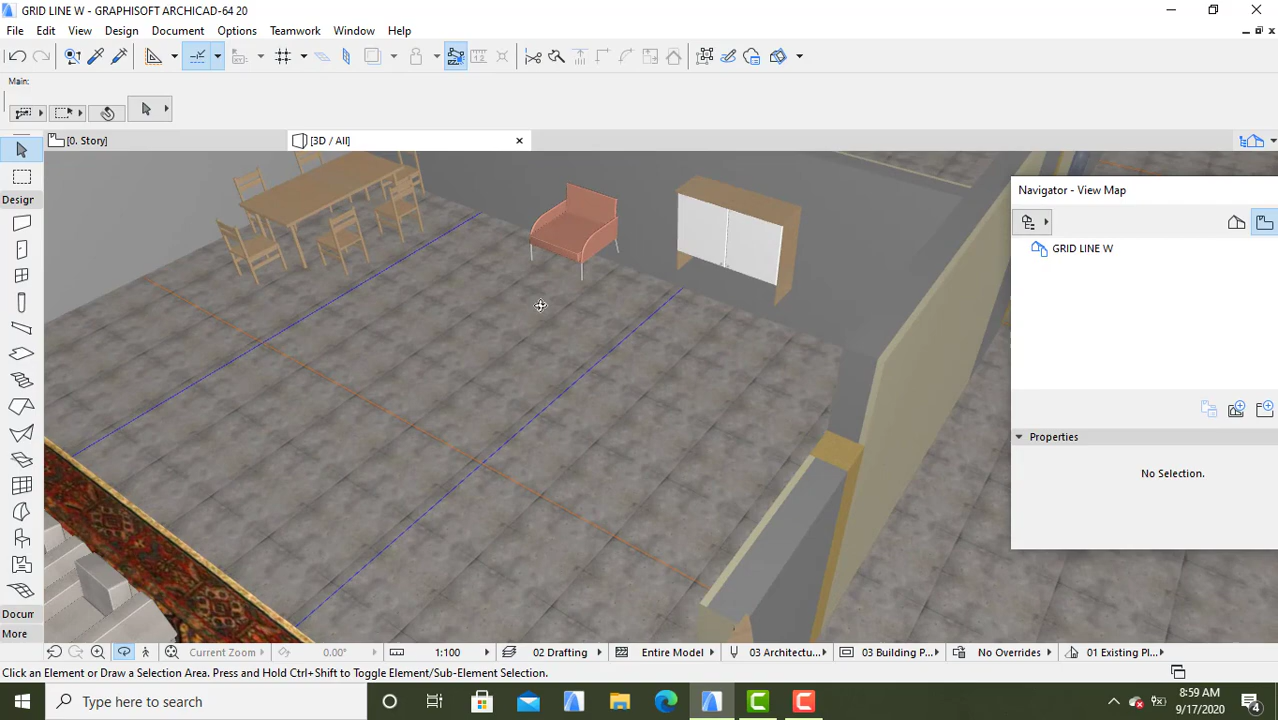 GRID LINE W - GRAPHISOFT ARCHICAD-64 20
File Edit View Design Document Options Teamwork Window Help
Main:
[0. Story] [3D / All]
Design
Navigator - View Map
GRID LINE W
Properties
No Selection.
Docum
More
Current Zoom 0.00° 1:100 02 Drafting Entire Model 03 Architectu... 03 Building P... No Overrides 01 Existing Pl...
Click an Element or Draw a Selection Area. Press and Hold Ctrl+Shift to Toggle Element/Sub-Element Selection.
Type here to search
8:59 AM
9/17/2020
4